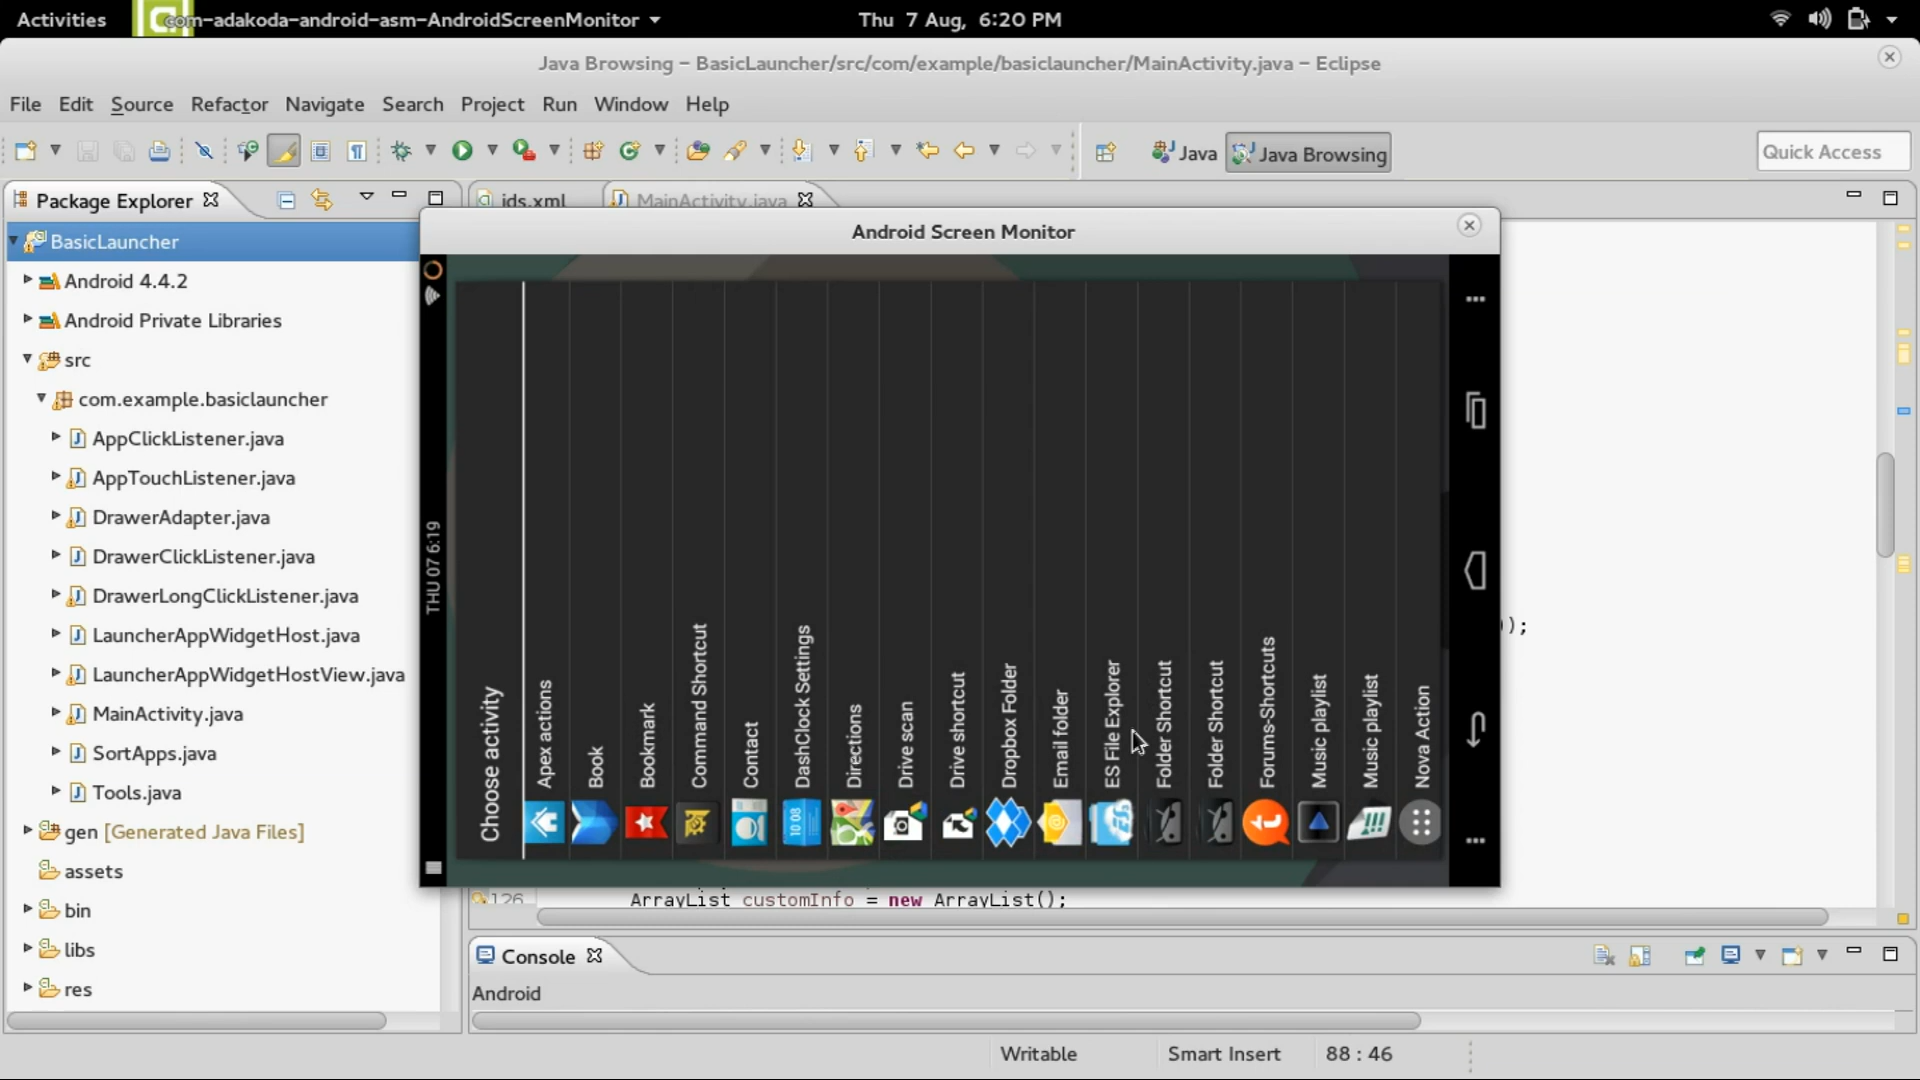 Activities
com-adakoda-android-asm-AndroidScreenMonitor
Thu 7 Aug, 6:20 PM
Java Browsing – BasicLauncher/src/com/example/basiclauncher/MainActivity.java – Eclipse
File Edit Source Refactor Navigate Search Project Run Window Help
Java
Java Browsing
Quick Access
Package Explorer
ids.xml
MainActivity.java
BasicLauncher
Android 4.4.2
Android Private Libraries
src
com.example.basiclauncher
AppClickListener.java
AppTouchListener.java
DrawerAdapter.java
DrawerClickListener.java
DrawerLongClickListener.java
LauncherAppWidgetHost.java
LauncherAppWidgetHostView.java
MainActivity.java
SortApps.java
Tools.java
gen [Generated Java Files]
assets
bin
libs
res
Android Screen Monitor
THU 07 6:19
Choose activity
Apex actions
Book
Bookmark
Command Shortcut
Contact
DashClock Settings
10 08
Directions
Drive scan
Drive shortcut
Dropbox Folder
Email folder
ES File Explorer
Folder Shortcut
Folder Shortcut
Forums-Shortcuts
Music playlist
Music playlist
Nova Action
);
126 ArrayList customInfo = new ArrayList();
Console
Android
Writable
Smart Insert
88 : 46